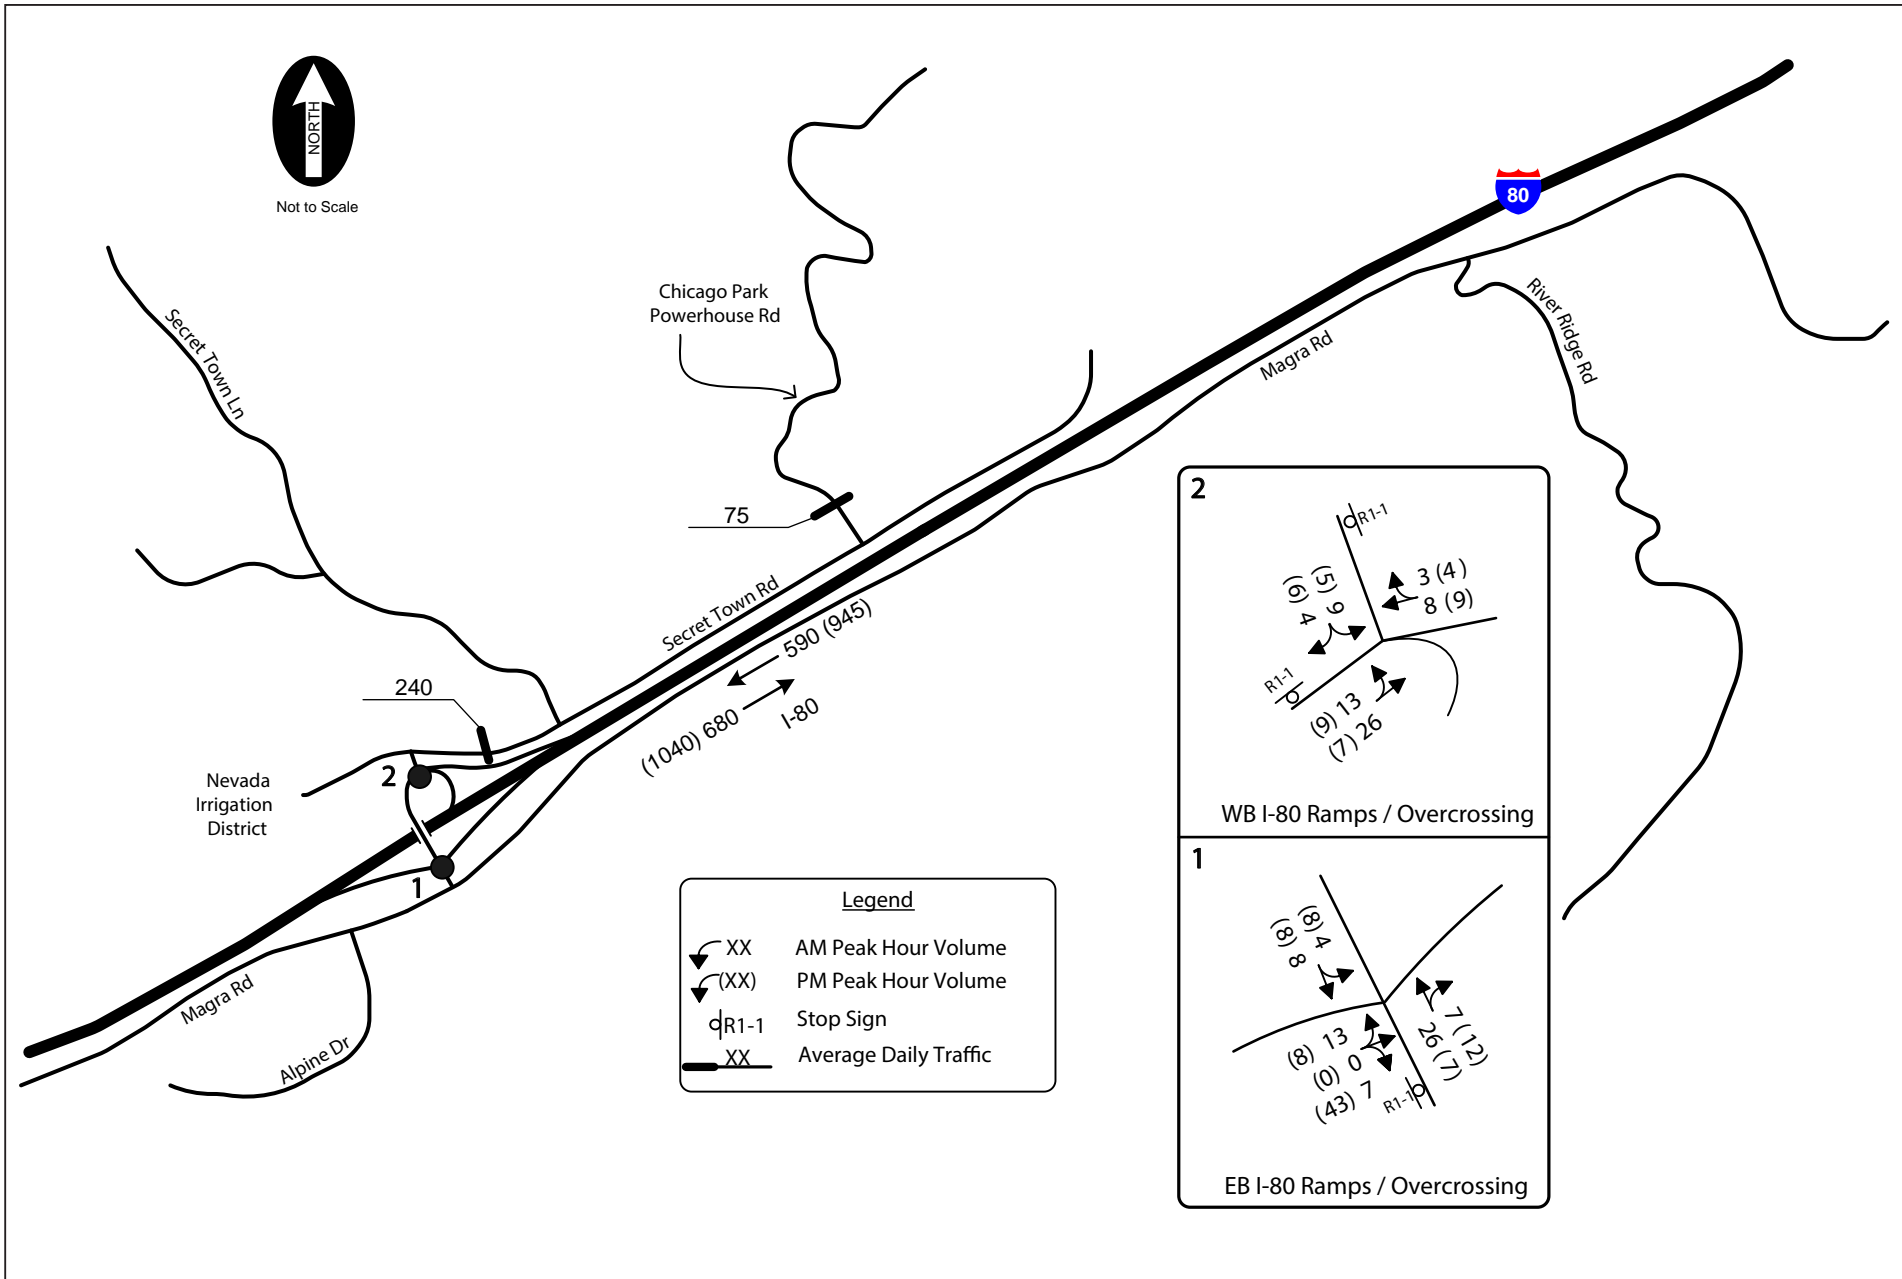 NORTH
Not to Scale
80
Chicago Park
Powerhouse Rd
Secret Town Ln
River Ridge Rd
Magra Rd
75
Secret Town Rd
590 (945)
(1040) 680
I-80
240
2
Nevada
Irrigation
District
1
Magra Rd
Alpine Dr
Legend
XX AM Peak Hour Volume
(XX) PM Peak Hour Volume
R1-1 Stop Sign
XX Average Daily Traffic
2
R1-1
3 (4)
8 (9)
(5) 9
(6) 4
R1-1
(9) 13
(7) 26
WB I-80 Ramps / Overcrossing
1
(8) 4
(8) 8
7 (12)
26 (7)
(8) 13
(0) 0
(43) 7
R1-1
EB I-80 Ramps / Overcrossing